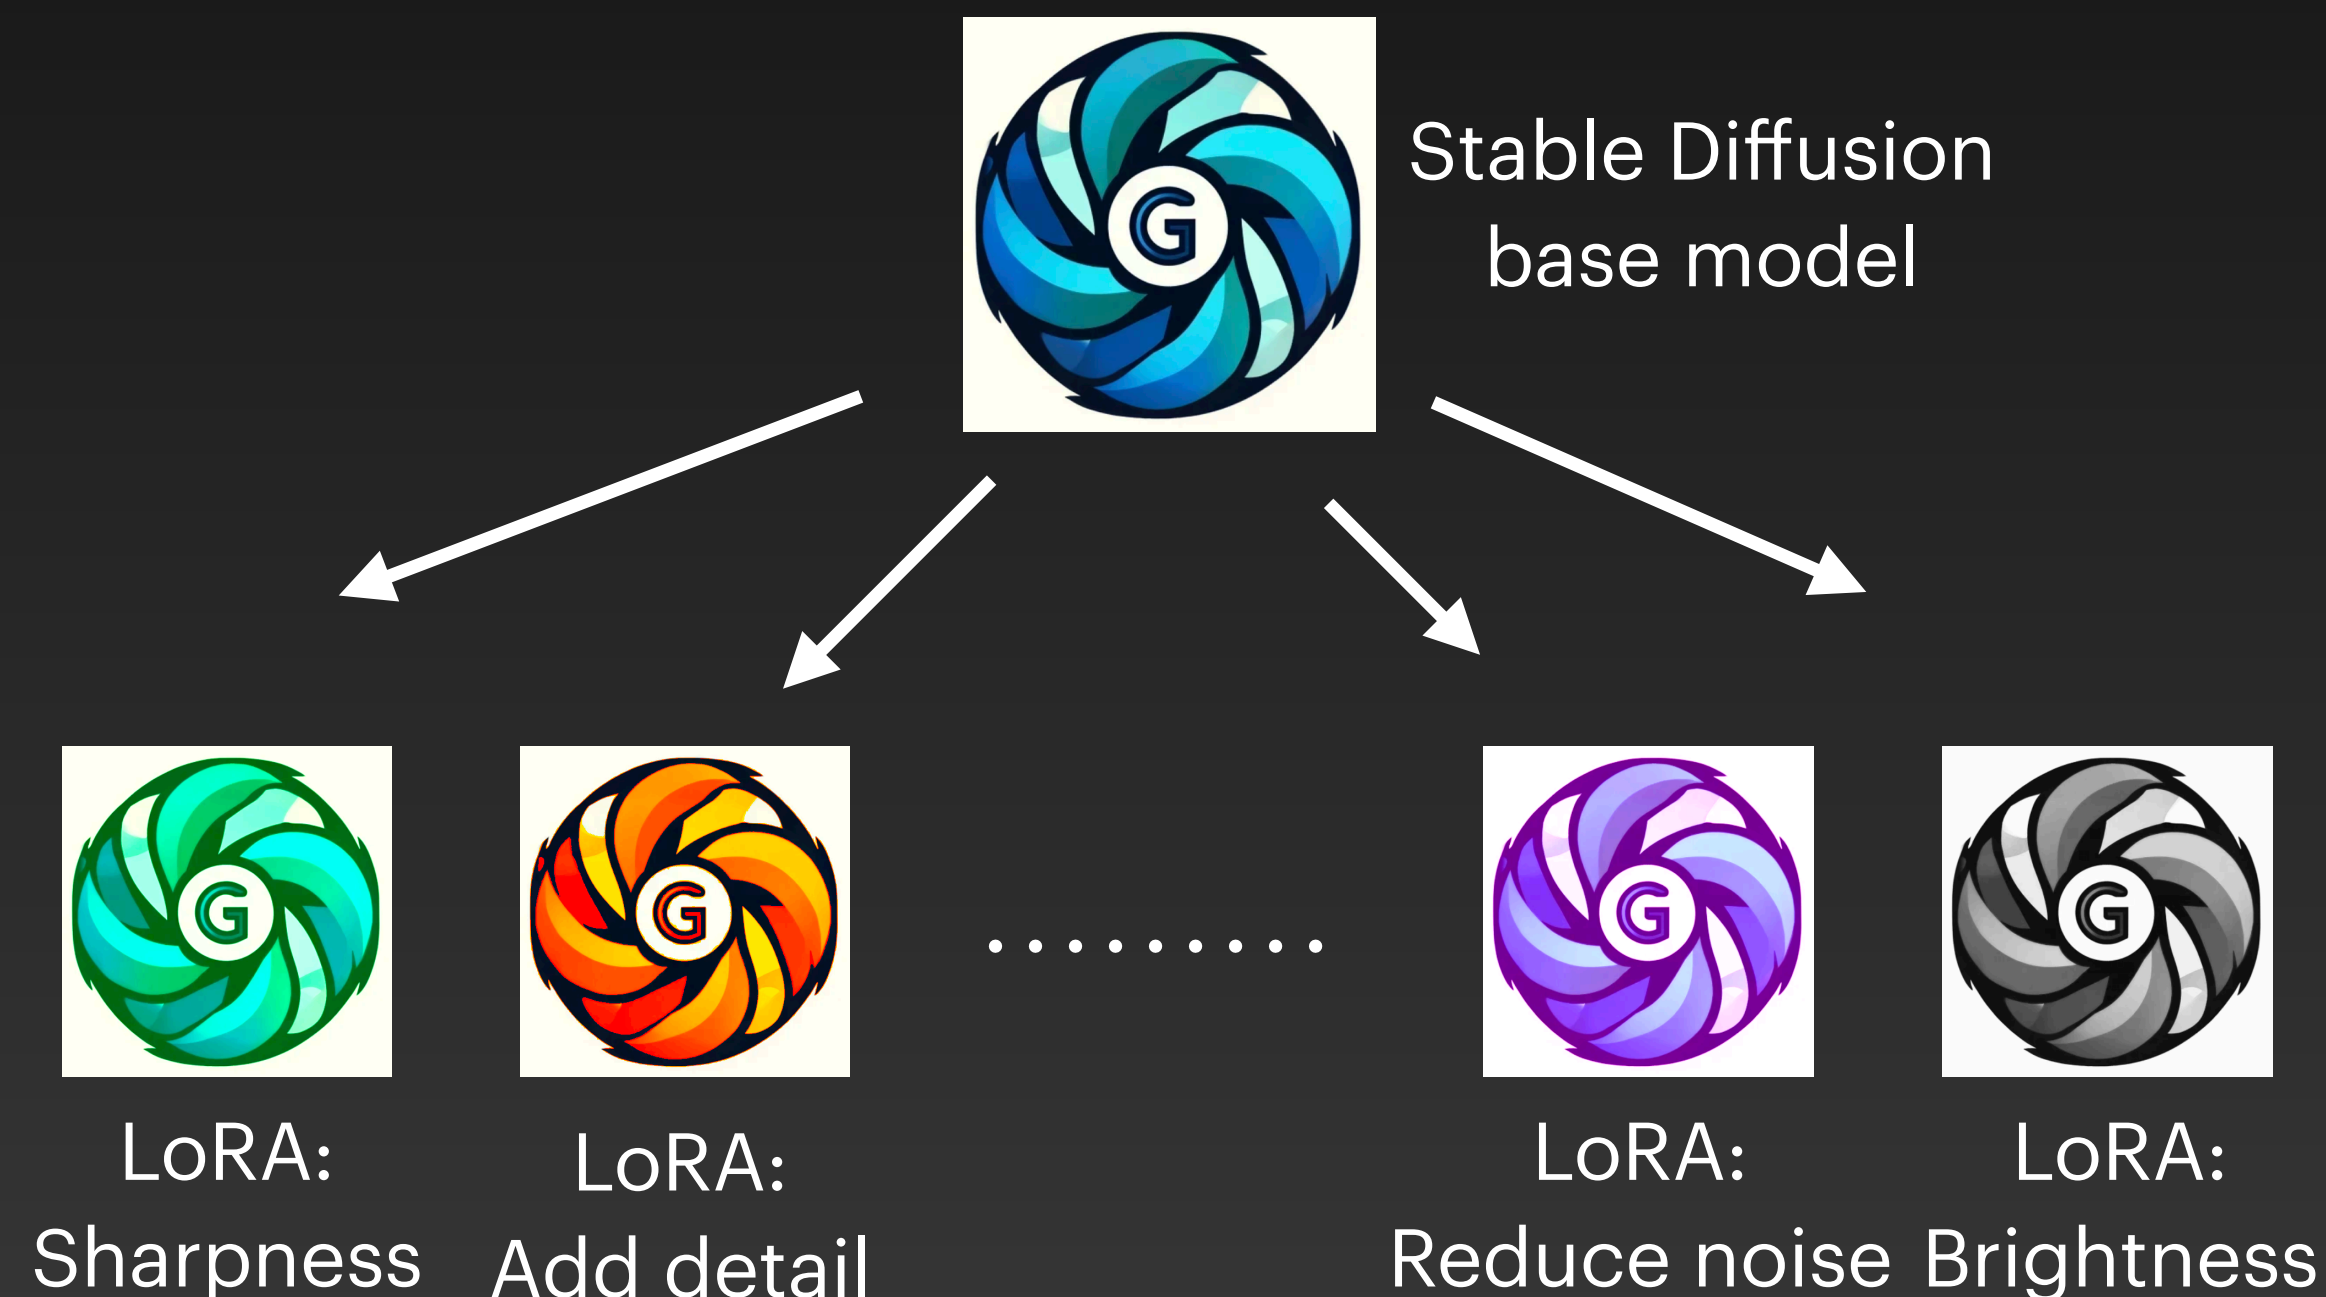 G
Stable Diffusion
base model
G
G
G
G
LoRA:
Sharpness
LoRA:
Add detail
LoRA:
Reduce noise
LoRA:
Brightness